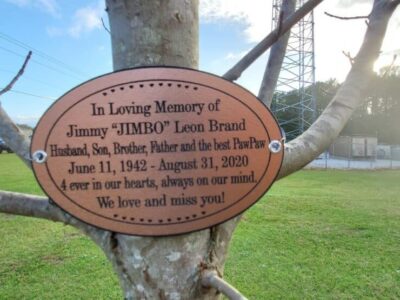 In Loving Memory of
Jimmy “JIMBO” Leon Brand
Husband, Son, Brother, Father and the best PawPaw
June 11, 1942 - August 31, 2020
4 ever in our hearts, always on our mind.
We love and miss you!